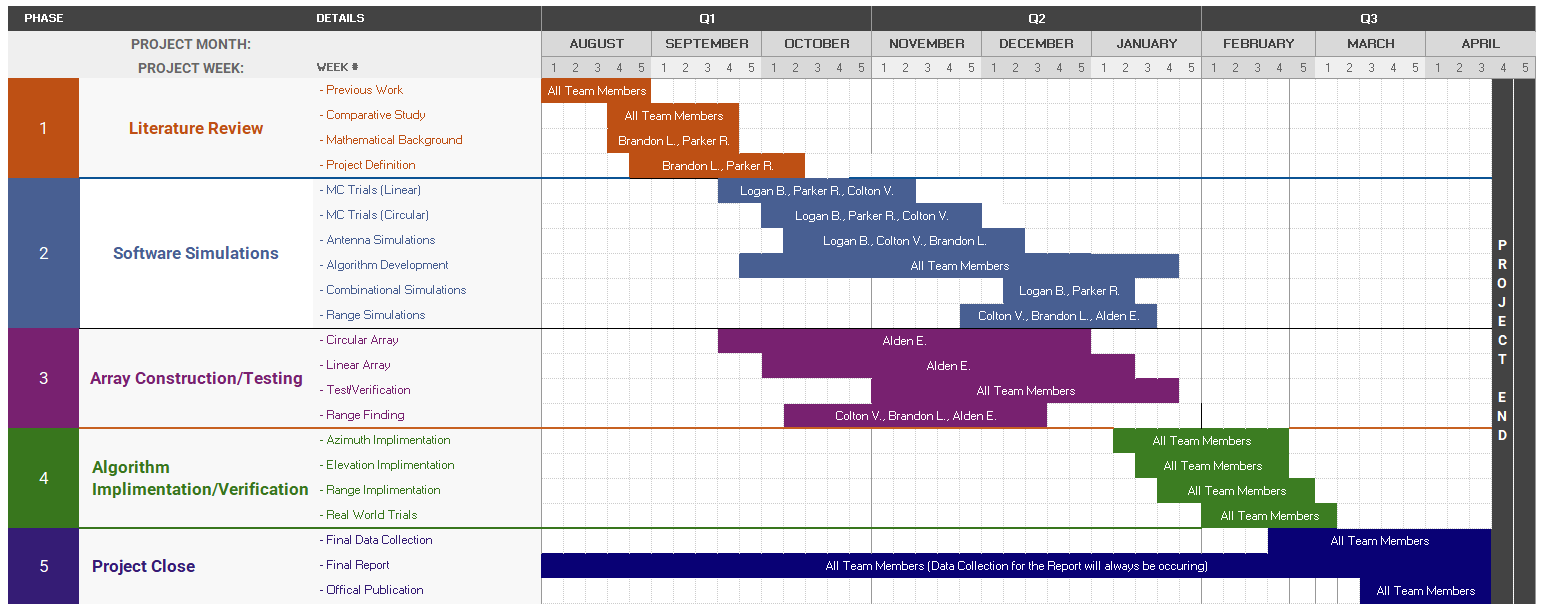 PHASE DETAILS Q1 Q2 Q3
PROJECT MONTH: AUGUST SEPTEMBER OCTOBER NOVEMBER DECEMBER JANUARY FEBRUARY MARCH APRIL
PROJECT WEEK: WEEK # 1 2 3 4 5 1 2 3 4 5 1 2 3 4 5 1 2 3 4 5 1 2 3 4 5 1 2 3 4 5 1 2 3 4 5 1 2 3 4 5 1 2 3 4 5
1 Literature Review
- Previous Work All Team Members
- Comparative Study All Team Members
- Mathematical Background Brandon L., Parker R.
- Project Definition Brandon L., Parker R.
2 Software Simulations
- MC Trials (Linear) Logan B., Parker R., Colton V.
- MC Trials (Circular) Logan B., Parker R., Colton V.
- Antenna Simulations Logan B., Colton V., Brandon L.
- Algorithm Development All Team Members
- Combinational Simulations Logan B., Parker R.
- Range Simulations Colton V., Brandon L., Alden E.
3 Array Construction/Testing
- Circular Array Alden E.
- Linear Array Alden E.
- Test/Verification All Team Members
- Range Finding Colton V., Brandon L., Alden E.
4 Algorithm
Implimentation/Verification
- Azimuth Implimentation All Team Members
- Elevation Implimentation All Team Members
- Range Implimentation All Team Members
- Real World Trials All Team Members
5 Project Close
- Final Data Collection All Team Members
- Final Report All Team Members (Data Collection for the Report will always be occuring)
- Offical Publication All Team Members
PROJECT END